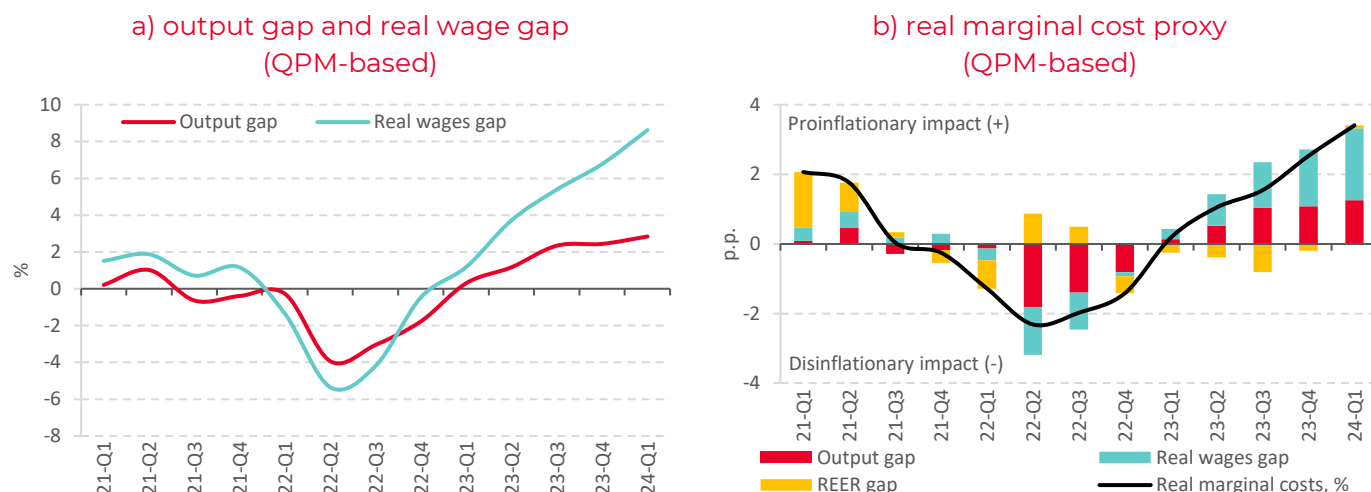 a) output gap and real wage gap
(QPM-based)
10
8
6
4
2
0
-2
-4
-6
-8
%
Output gap
Real wages gap
21-Q1
21-Q2
21-Q3
21-Q4
22-Q1
22-Q2
22-Q3
22-Q4
23-Q1
23-Q2
23-Q3
23-Q4
24-Q1
b) real marginal cost proxy
(QPM-based)
4
2
0
-2
-4
p.p.
Proinflationary impact (+)
Disinflationary impact (-)
21-Q1
21-Q2
21-Q3
21-Q4
22-Q1
22-Q2
22-Q3
22-Q4
23-Q1
23-Q2
23-Q3
23-Q4
24-Q1
Output gap
Real wages gap
REER gap
Real marginal costs, %